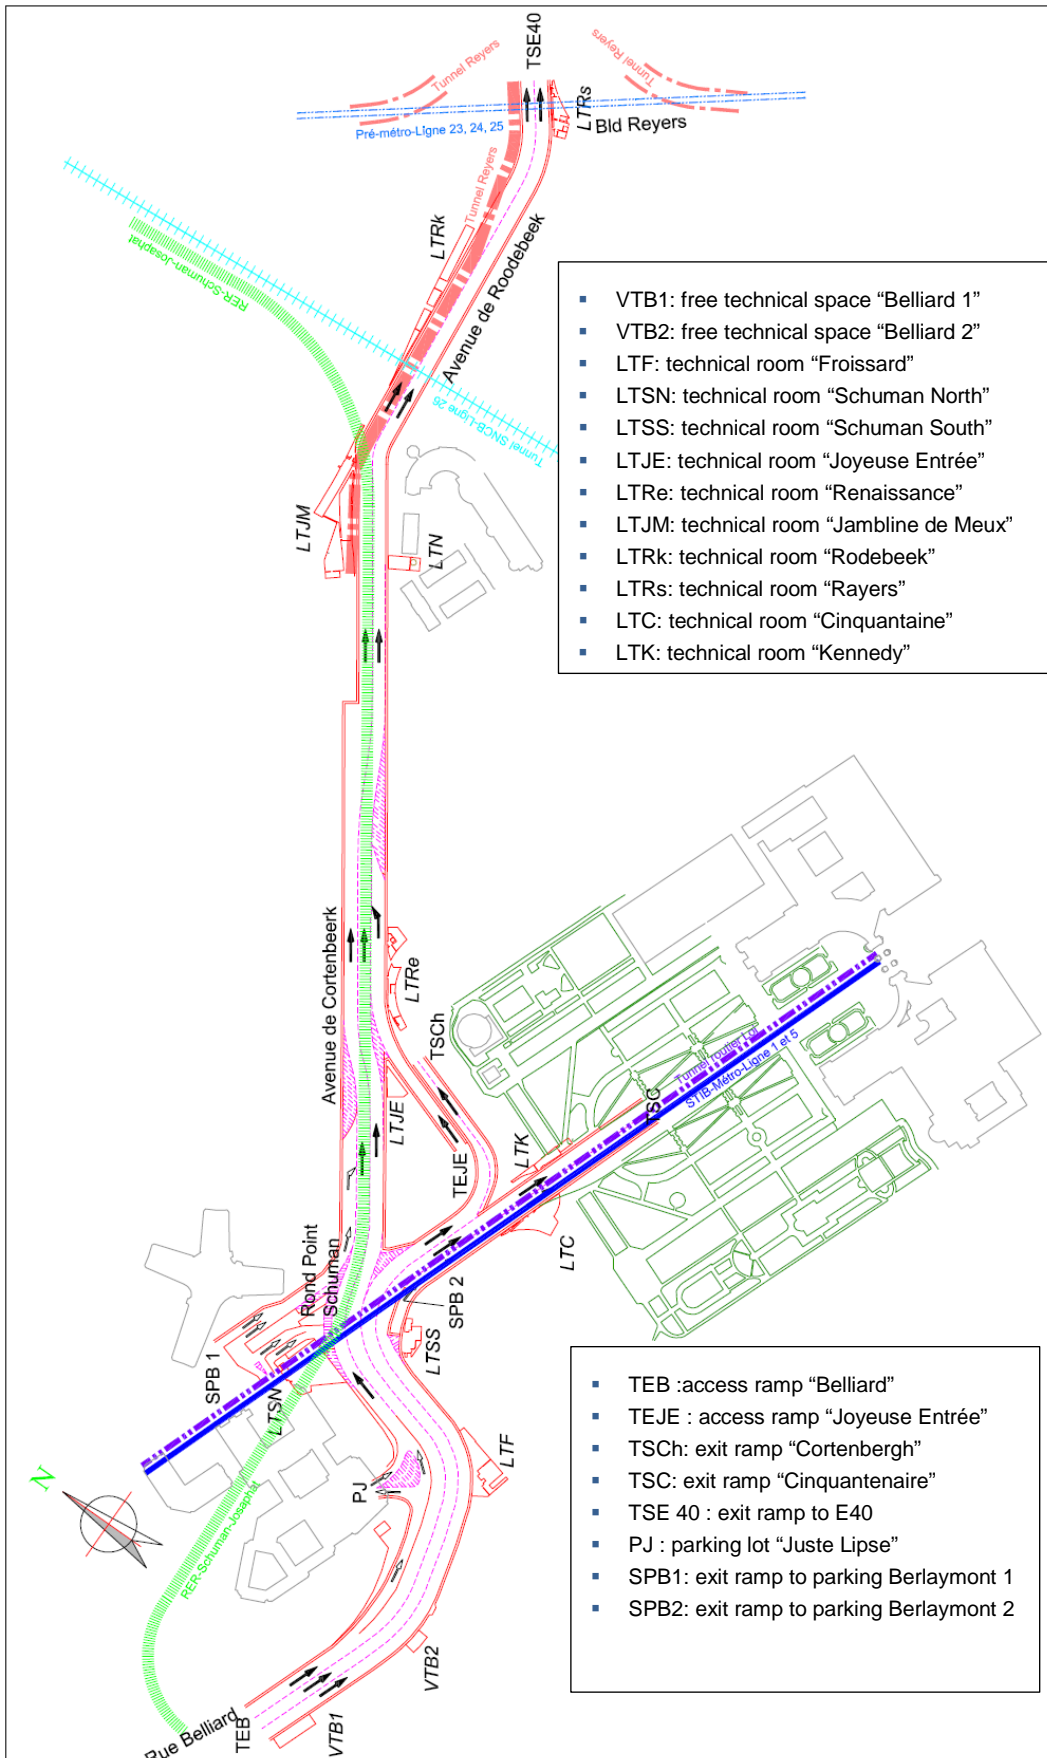 TSE40
Tunnel Reyers
Tunnel Reyers
LTRs
Bld Reyers
Pré-métro-Ligne 23, 24, 25
Tunnel Reyers
LTRk
RER-Schuman-Josaphat
Avenue de Roodebeek
Tunnel SNCB-Ligne 26
LTJM
LTN
▪ VTB1: free technical space “Belliard 1”
▪ VTB2: free technical space “Belliard 2”
▪ LTF: technical room “Froissard”
▪ LTSN: technical room “Schuman North”
▪ LTSS: technical room “Schuman South”
▪ LTJE: technical room “Joyeuse Entrée”
▪ LTRe: technical room “Renaissance”
▪ LTJM: technical room “Jambline de Meux”
▪ LTRk: technical room “Rodebeek”
▪ LTRs: technical room “Rayers”
▪ LTC: technical room “Cinquantaine”
▪ LTK: technical room “Kennedy”
Avenue de Cortenbeerk
LTRe
TSCh
LTJE
TEJE
LTK
TSC
Tunnel routier Loi
STIB-Métro-Ligne 1 et 5
LTC
Rond Point
Schuman
SPB 2
SPB 1
LTSS
LTSN
N
PJ
LTF
RER-Schuman-Josaphat
VTB2
VTB1
TEB
Rue Belliard
▪ TEB :access ramp “Belliard”
▪ TEJE : access ramp “Joyeuse Entrée”
▪ TSCh: exit ramp “Cortenbergh”
▪ TSC: exit ramp “Cinquantenaire”
▪ TSE 40 : exit ramp to E40
▪ PJ : parking lot “Juste Lipse”
▪ SPB1: exit ramp to parking Berlaymont 1
▪ SPB2: exit ramp to parking Berlaymont 2